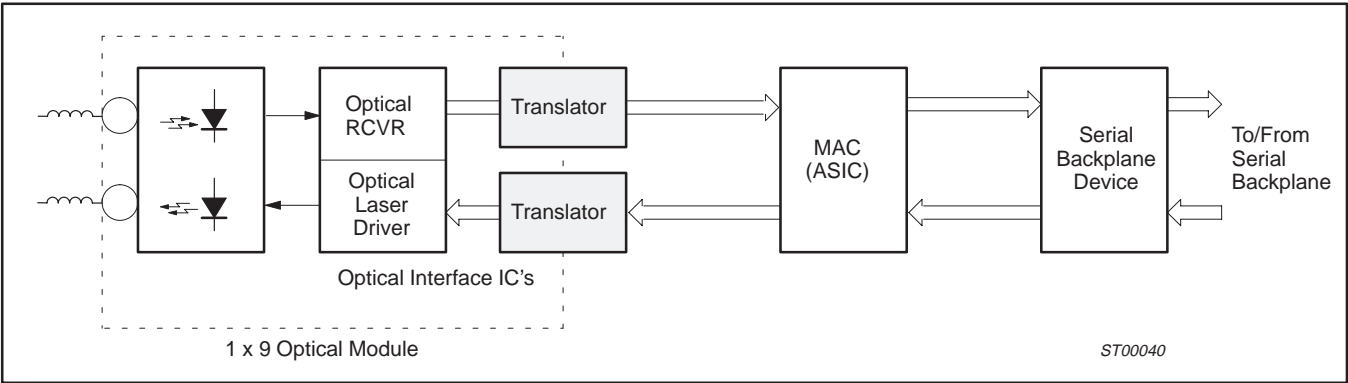 Optical
RCVR
Translator
MAC
(ASIC)
Serial
Backplane
Device
To/From
Serial
Backplane
Optical
Laser
Driver
Translator
Optical Interface IC's
1 x 9 Optical Module
ST00040